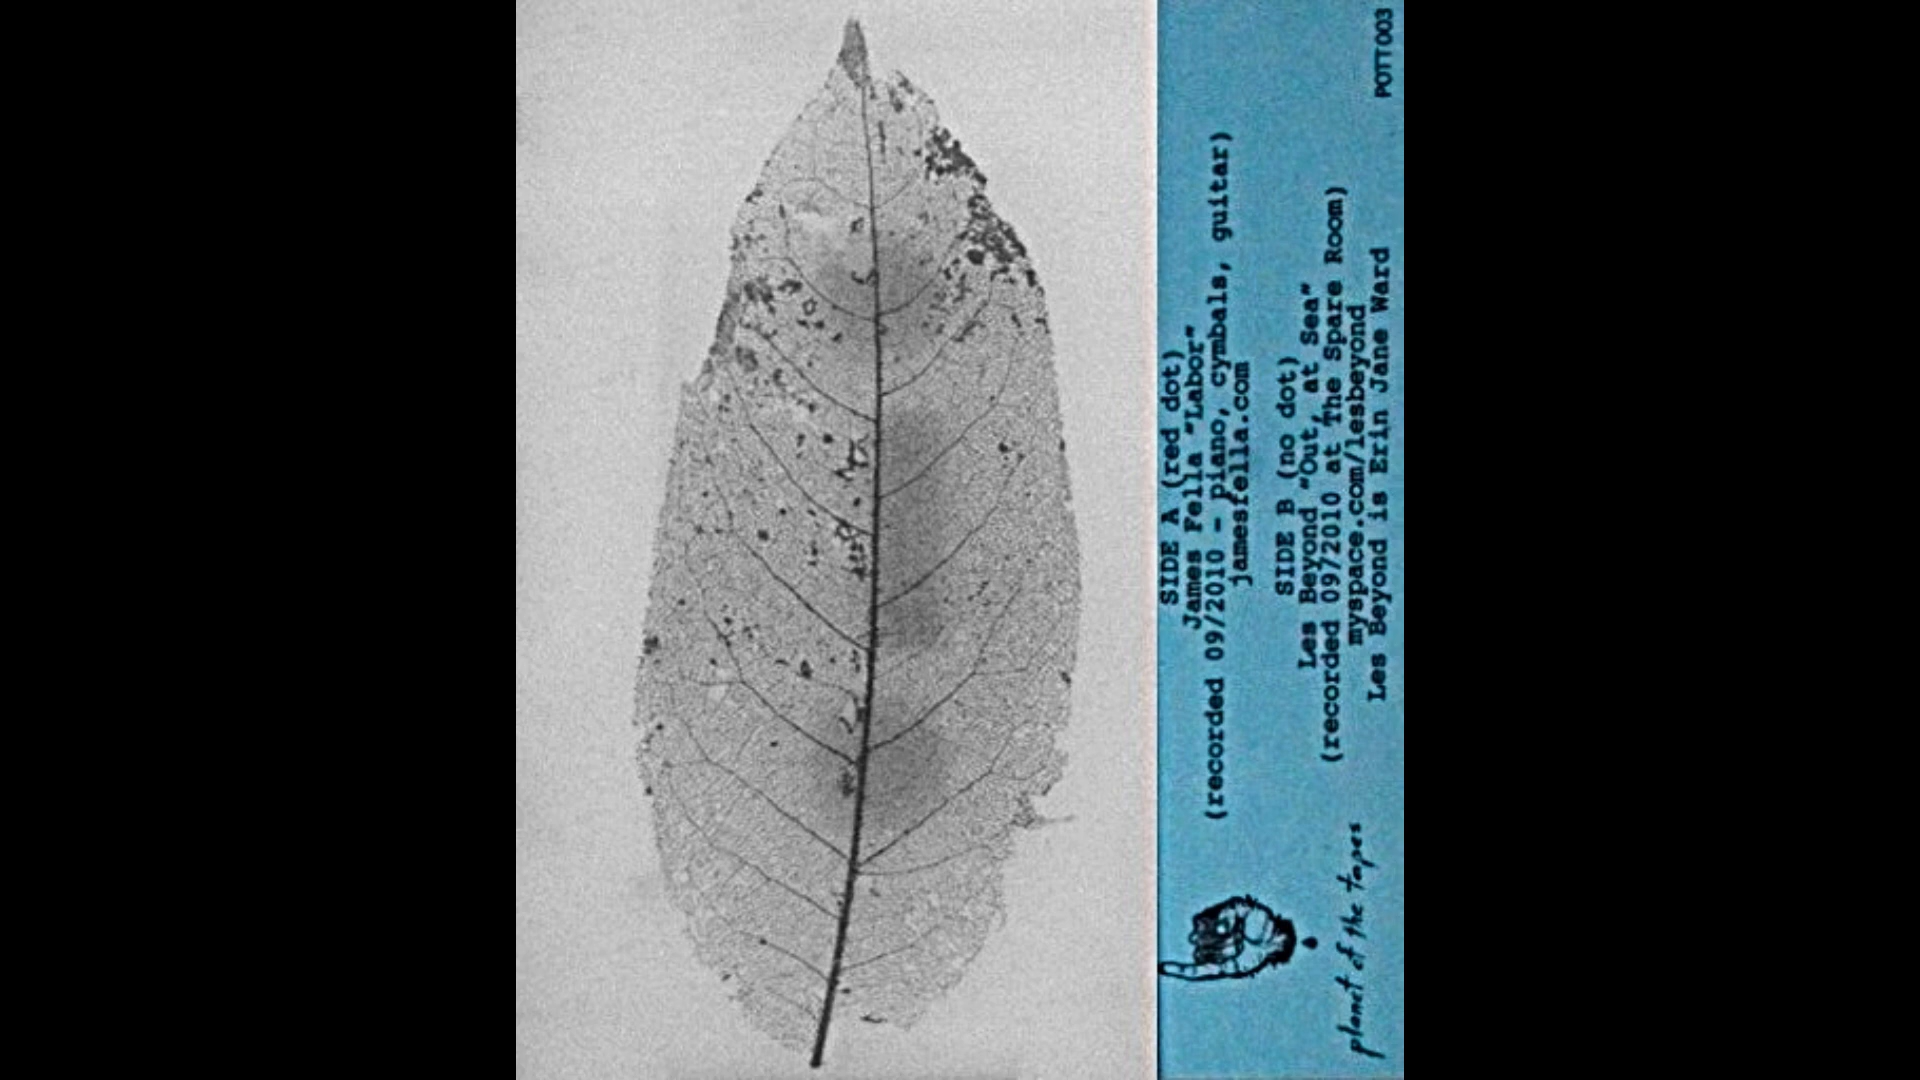 SIDE A (red dot)
James Fella "Labor"
(recorded 09/2010 - piano, cymbals, guitar)
jamesfella.com
SIDE B (no dot)
Les Beyond "Out, at Sea"
(recorded 09/2010 at The Spare Room)
myspace.com/lesbeyond
Les Beyond is Erin Jane Ward
planet of the tapes
POTT003